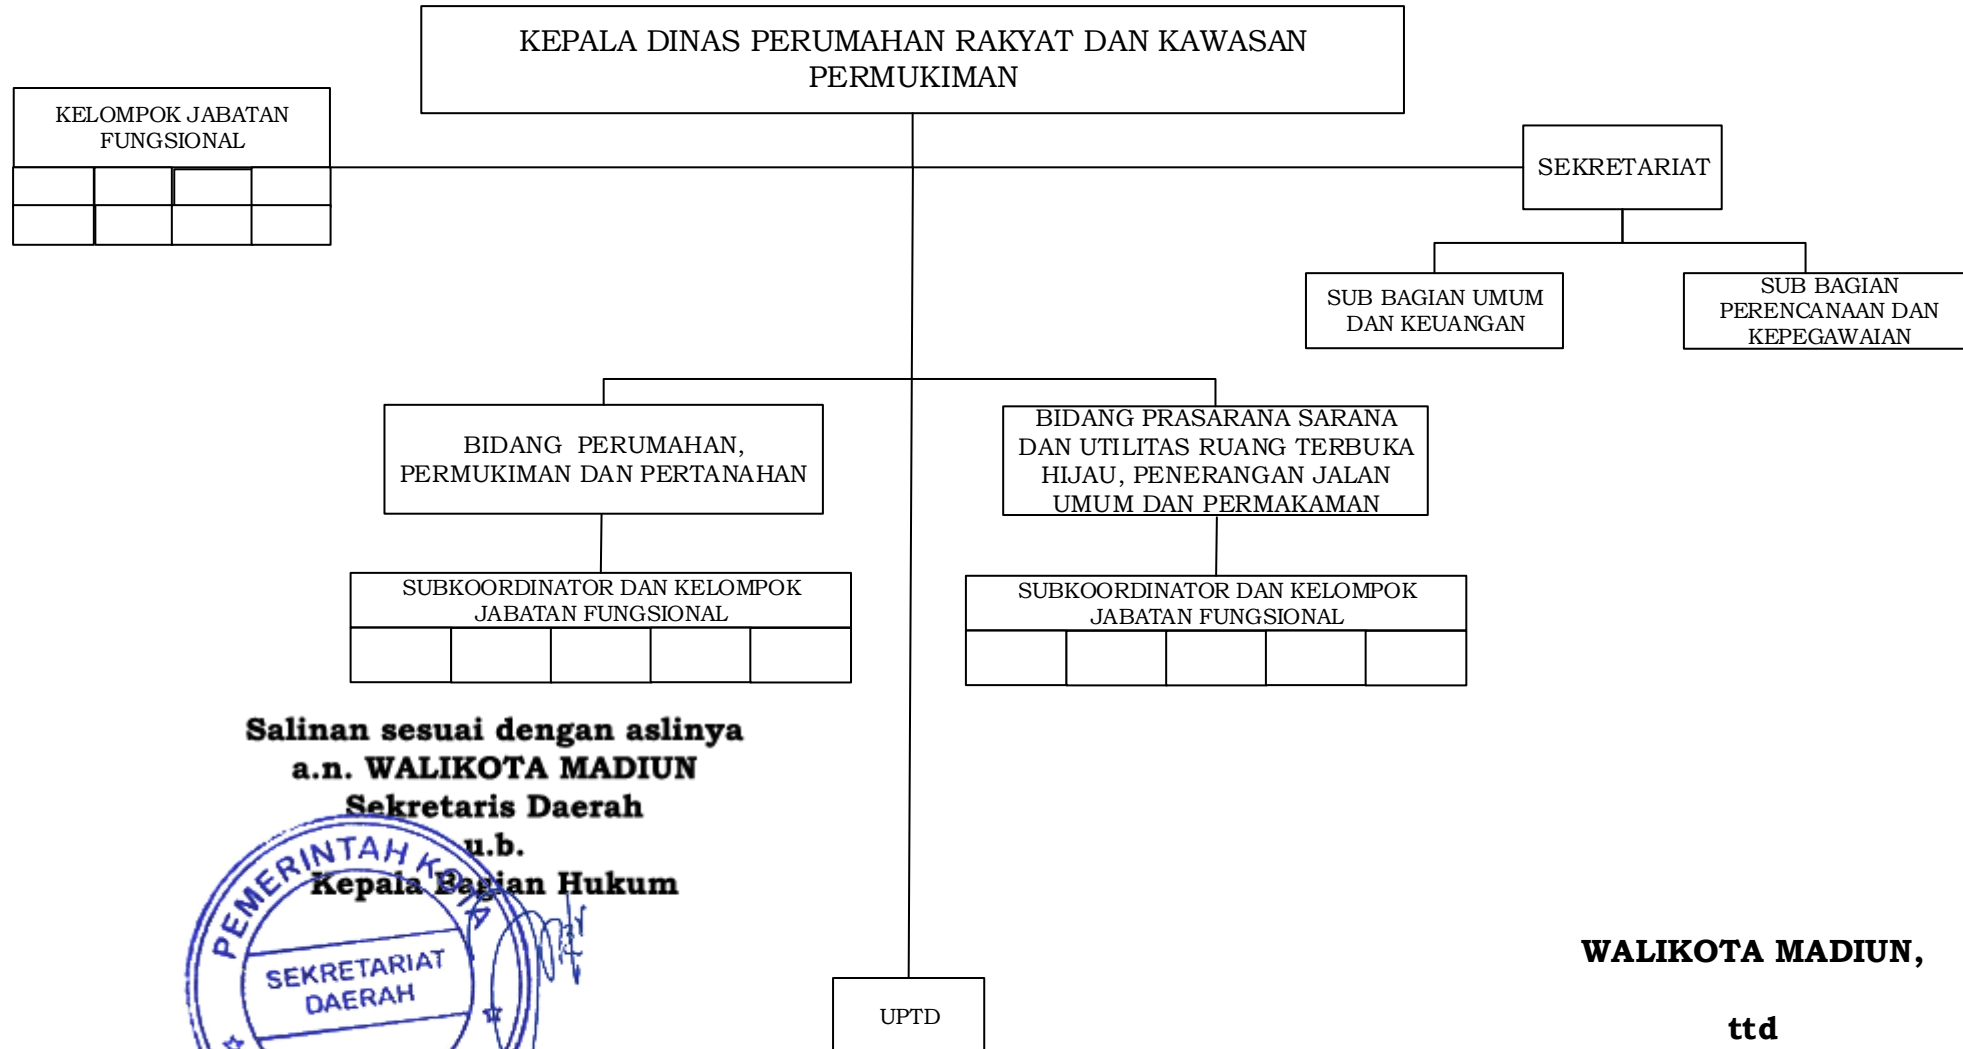 KEPALA DINAS PERUMAHAN RAKYAT DAN KAWASAN
PERMUKIMAN
KELOMPOK JABATAN
FUNGSIONAL
SEKRETARIAT
SUB BAGIAN UMUM
DAN KEUANGAN
SUB BAGIAN
PERENCANAAN DAN
KEPEGAWAIAN
BIDANG PERUMAHAN,
PERMUKIMAN DAN PERTANAHAN
BIDANG PRASARANA SARANA
DAN UTILITAS RUANG TERBUKA
HIJAU, PENERANGAN JALAN
UMUM DAN PERMAKAMAN
SUBKOORDINATOR DAN KELOMPOK
JABATAN FUNGSIONAL
SUBKOORDINATOR DAN KELOMPOK
JABATAN FUNGSIONAL
Salinan sesuai dengan aslinya
a.n. WALIKOTA MADIUN
Sekretaris Daerah
u.b.
Kepala Bagian Hukum
PEMERINTAH KOTA
SEKRETARIAT
DAERAH
UPTD
WALIKOTA MADIUN,
ttd